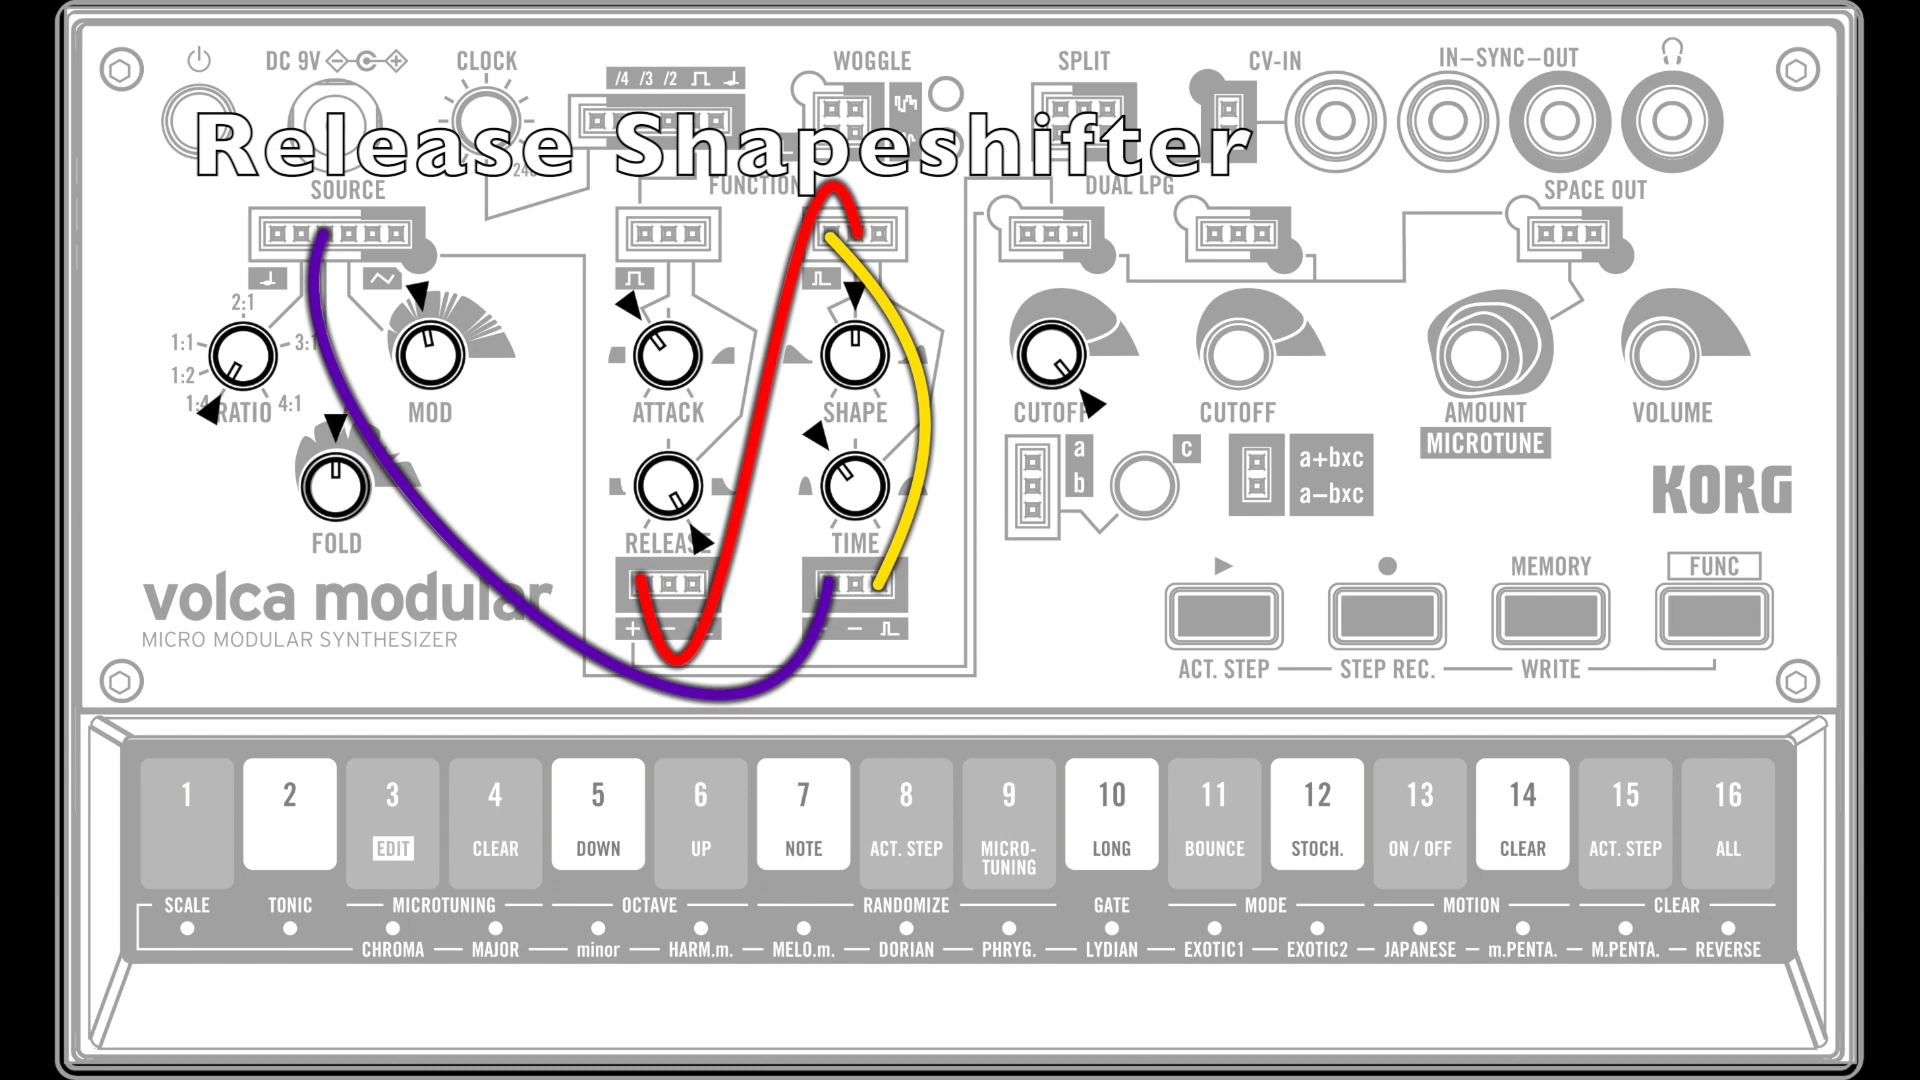 DC 9V
CLOCK
WOGGLE
SPLIT
CV-IN
IN–SYNC–OUT
/4 /3 /2
Release Shapeshifter
SOURCE
FUNCTION
DUAL LPG
SPACE OUT
2:1
1:1
3:1
1:2
1:4
RATIO
4:1
MOD
ATTACK
SHAPE
CUTOFF
CUTOFF
AMOUNT
VOLUME
MICROTUNE
a
b
c
a+bxc
a–bxc
KORG
FOLD
RELEASE
TIME
volca modular
MICRO MODULAR SYNTHESIZER
MEMORY
FUNC
ACT. STEP
STEP REC.
WRITE
1 2 3 4 5 6 7 8 9 10 11 12 13 14 15 16
EDIT CLEAR DOWN UP NOTE ACT. STEP MICRO-
TUNING LONG BOUNCE STOCH. ON / OFF CLEAR ACT. STEP ALL
SCALE TONIC MICROTUNING OCTAVE RANDOMIZE GATE MODE MOTION CLEAR
CHROMA MAJOR minor HARM.m. MELO.m. DORIAN PHRYG. LYDIAN EXOTIC1 EXOTIC2 JAPANESE m.PENTA. M.PENTA. REVERSE